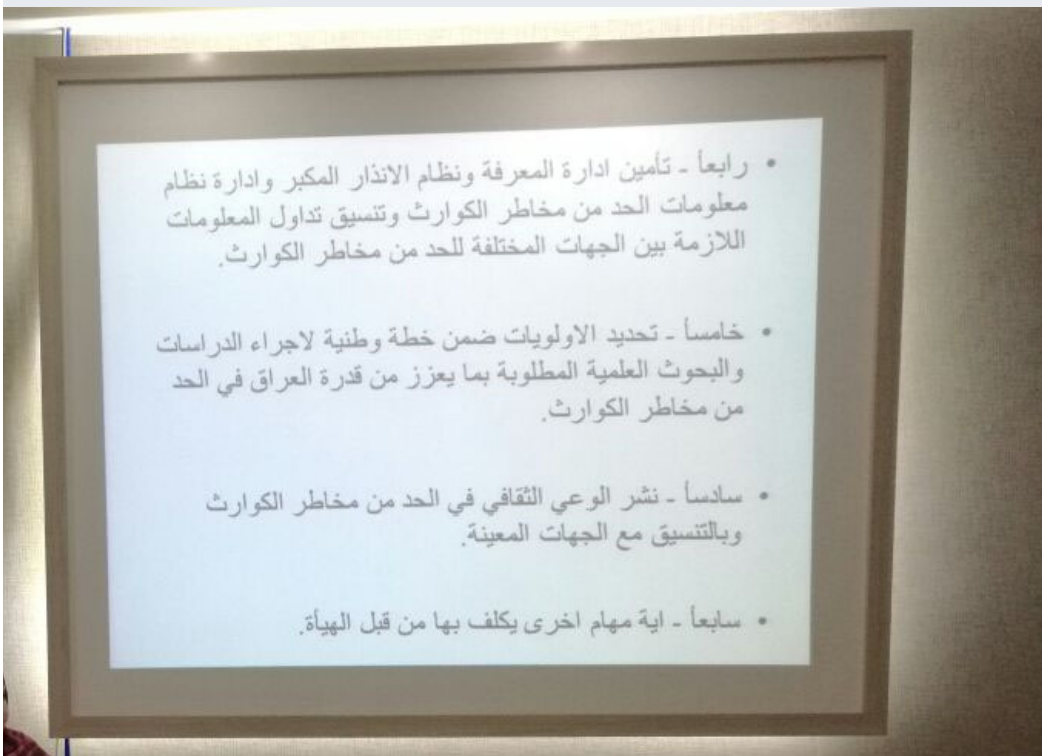 • رابعاً - تأمين ادارة المعرفة ونظام الانذار المكبر وادارة نظام
معلومات الحد من مخاطر الكوارث وتنسيق تداول المعلومات
اللازمة بين الجهات المختلفة للحد من مخاطر الكوارث.
• خامساً - تحديد الاولويات ضمن خطة وطنية لاجراء الدراسات
والبحوث العلمية المطلوبة بما يعزز من قدرة العراق في الحد
من مخاطر الكوارث.
• سادساً - نشر الوعي الثقافي في الحد من مخاطر الكوارث
وبالتنسيق مع الجهات المعينة.
• سابعاً - اية مهام اخرى يكلف بها من قبل الهيأة.